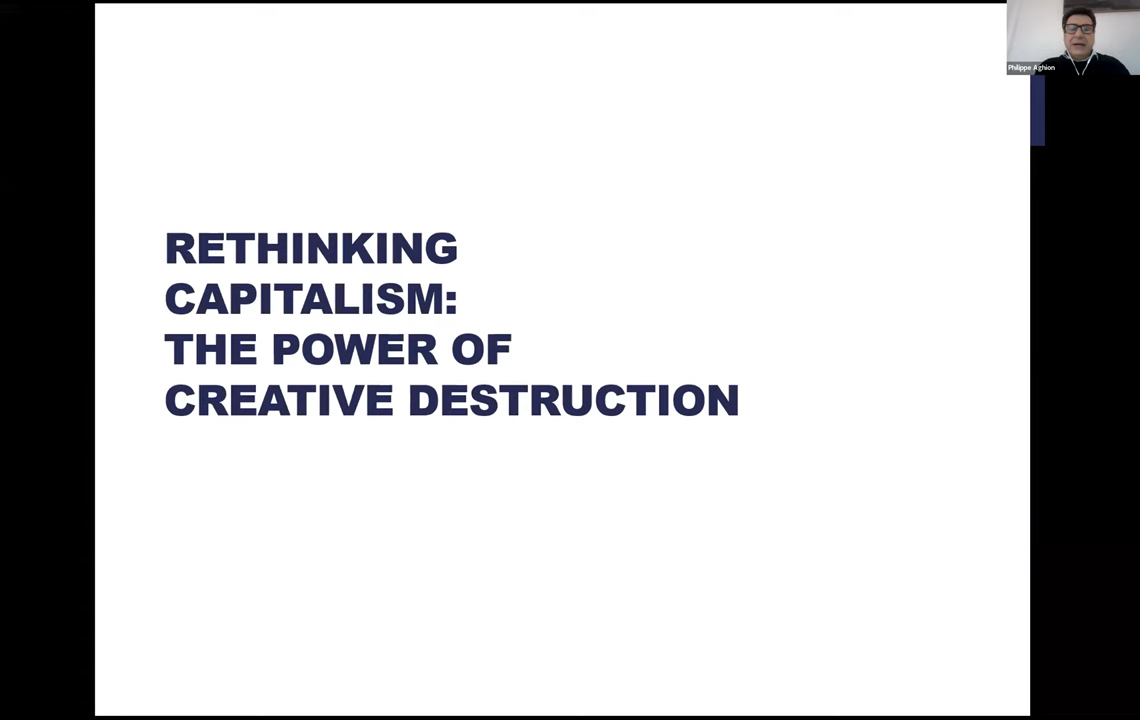 Philippe Aghion
RETHINKING
CAPITALISM:
THE POWER OF
CREATIVE DESTRUCTION